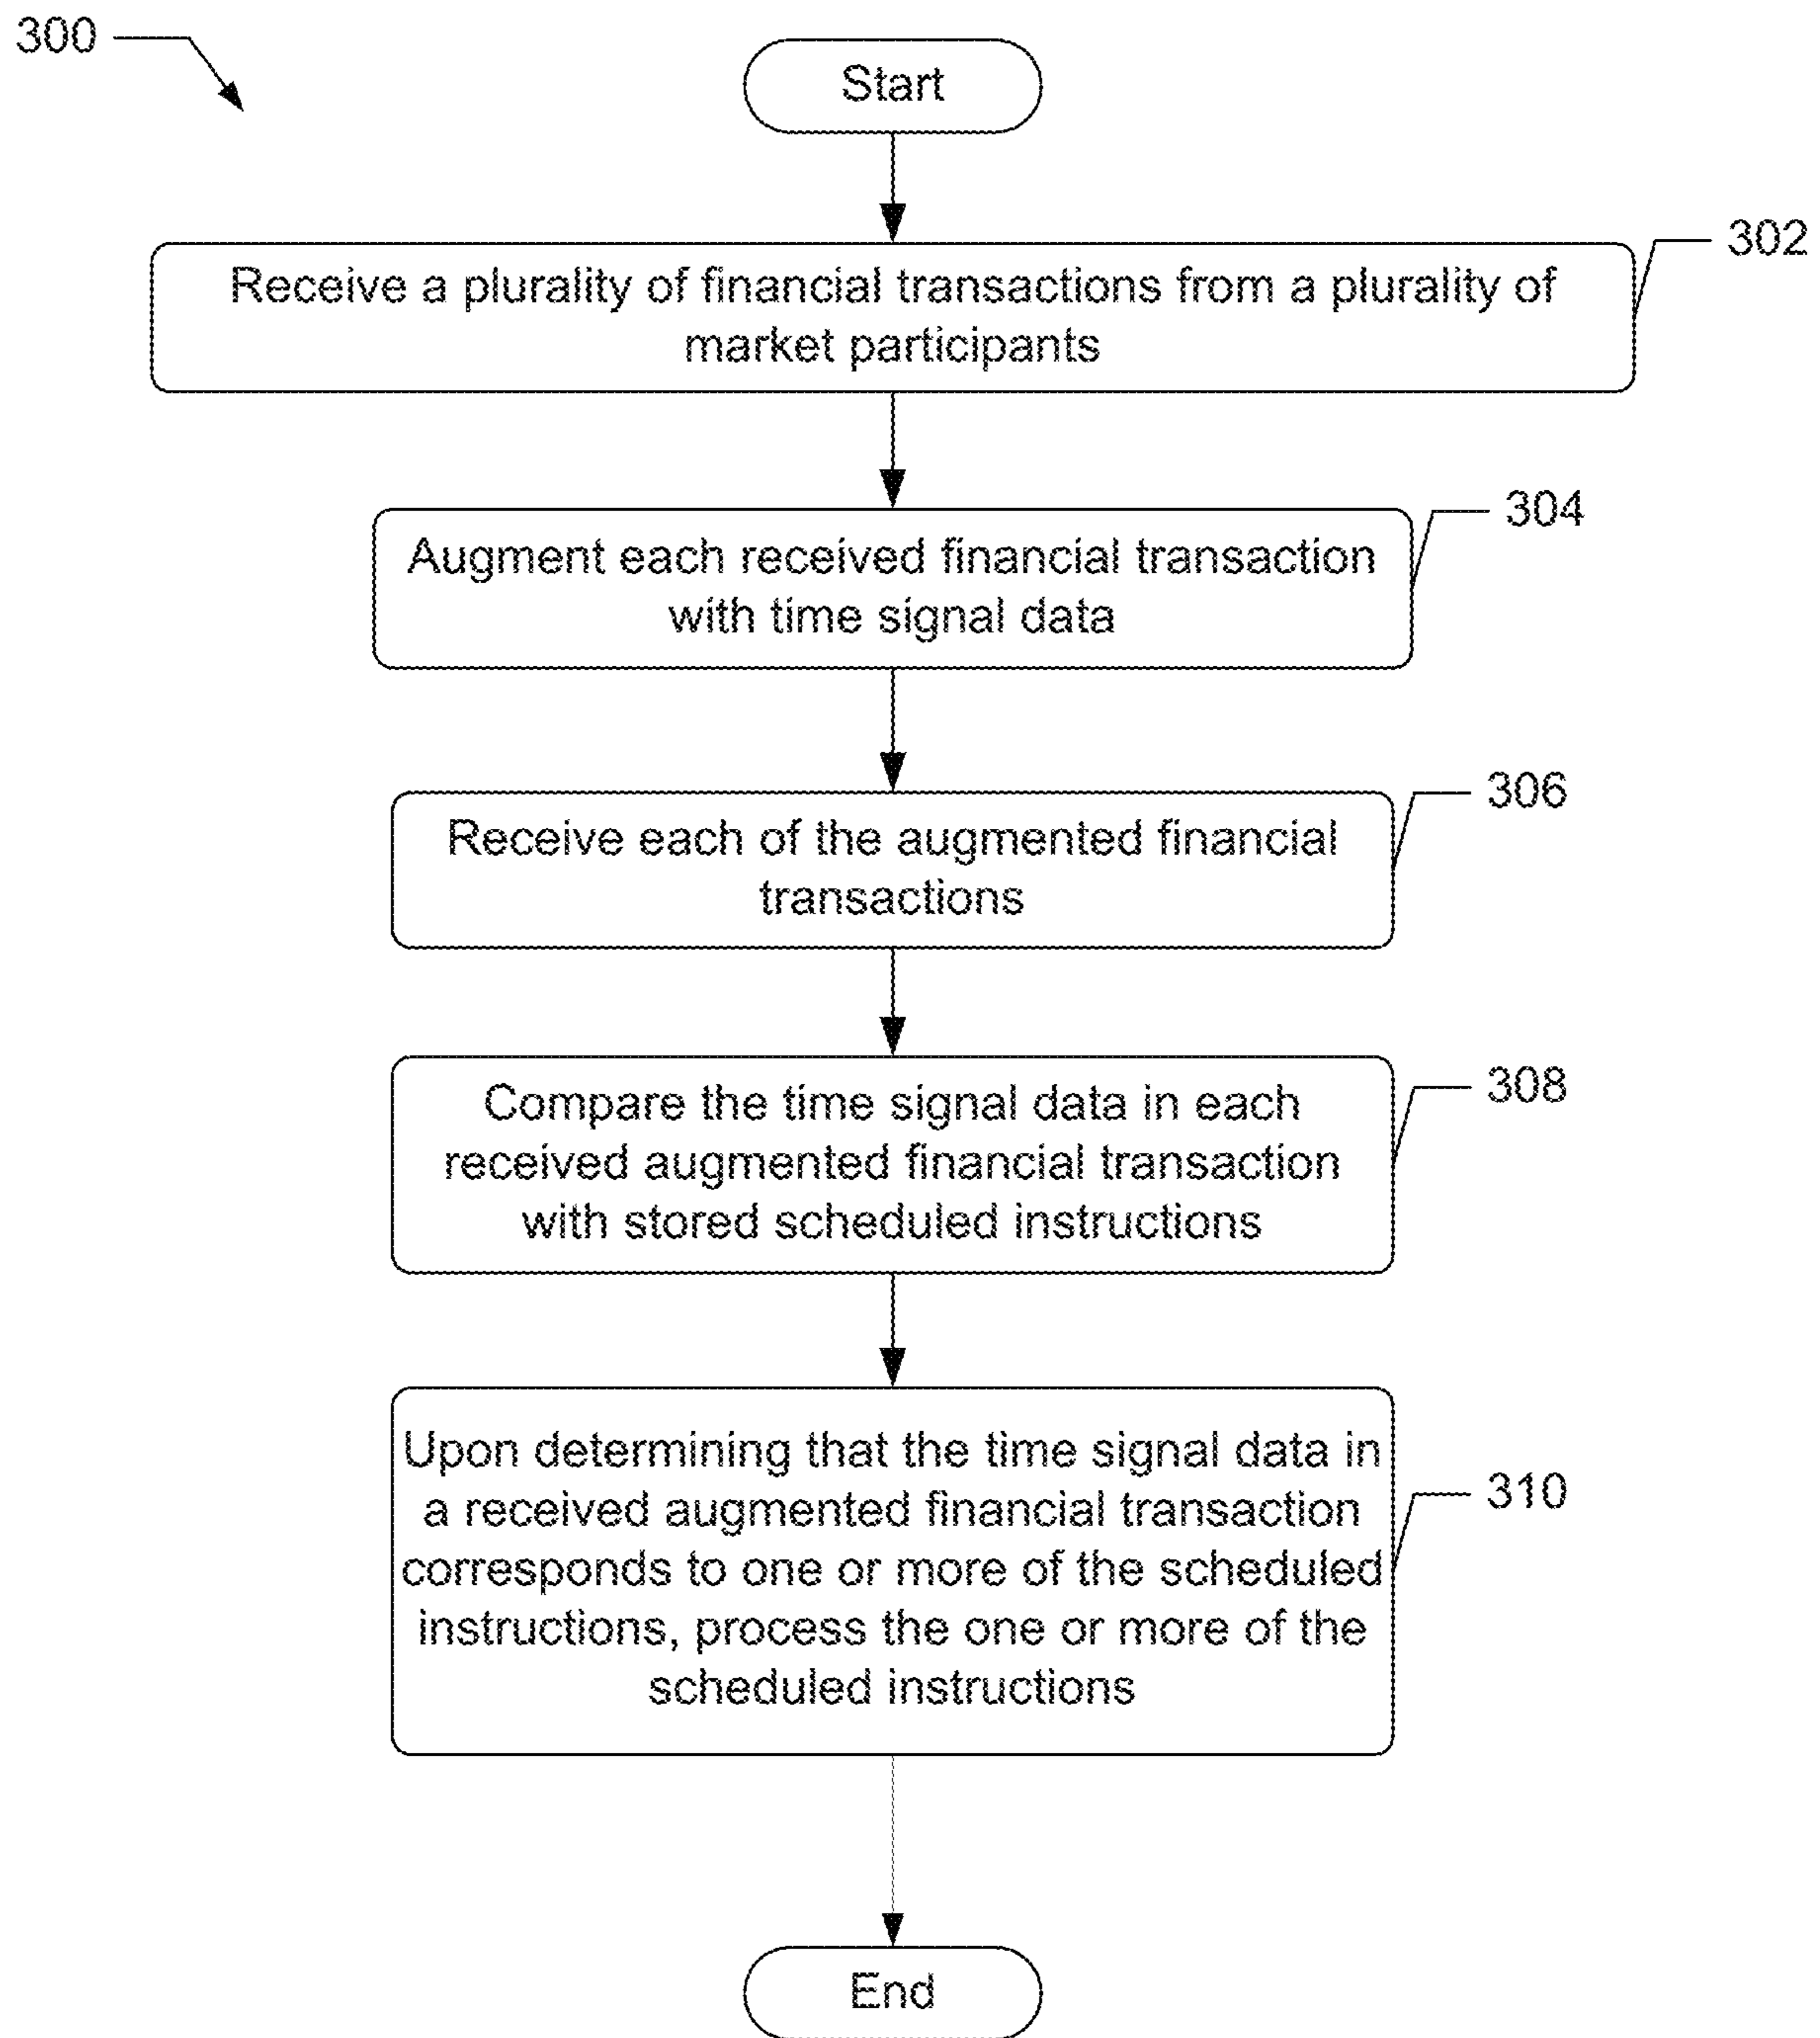 300
Start
302
Receive a plurality of financial transactions from a plurality of
market participants
304
Augment each received financial transaction
with time signal data
306
Receive each of the augmented financial
transactions
308
Compare the time signal data in each
received augmented financial transaction
with stored scheduled instructions
310
Upon determining that the time signal data in
a received augmented financial transaction
corresponds to one or more of the scheduled
instructions, process the one or more of the
scheduled instructions
End